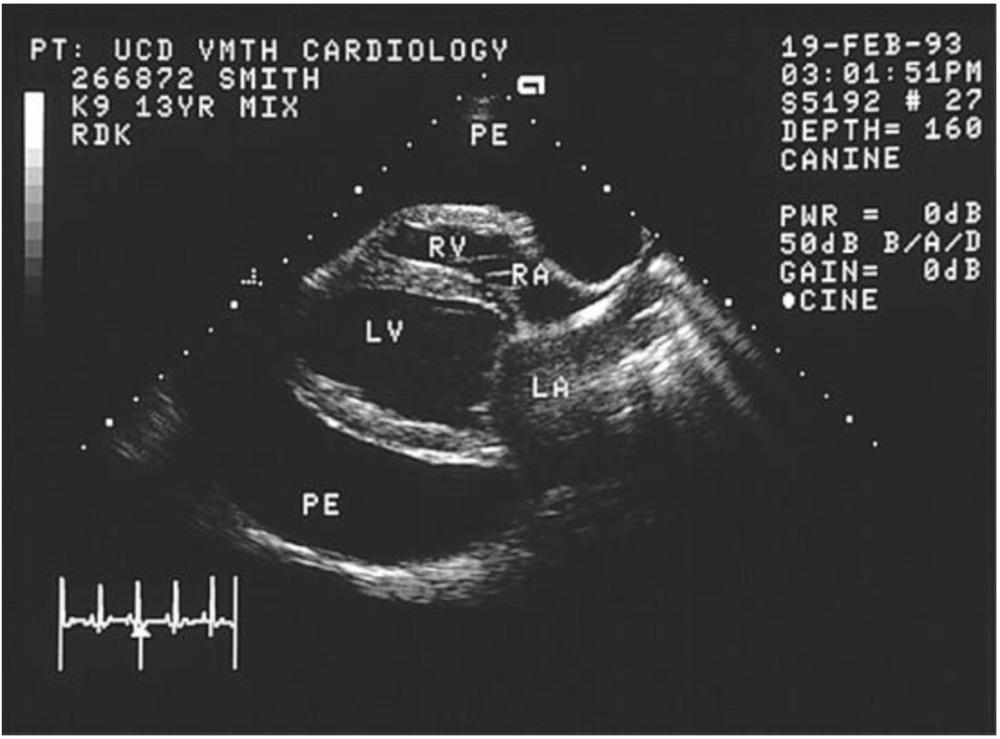 PT: UCD VMTH CARDIOLOGY
266872 SMITH
K9 13YR MIX
RDK
19-FEB-93
03:01:51PM
S5192 # 27
DEPTH= 160
CANINE
PWR = 0dB
50dB B/A/D
GAIN= 0dB
●CINE
PE
RV
RA
LV
LA
PE